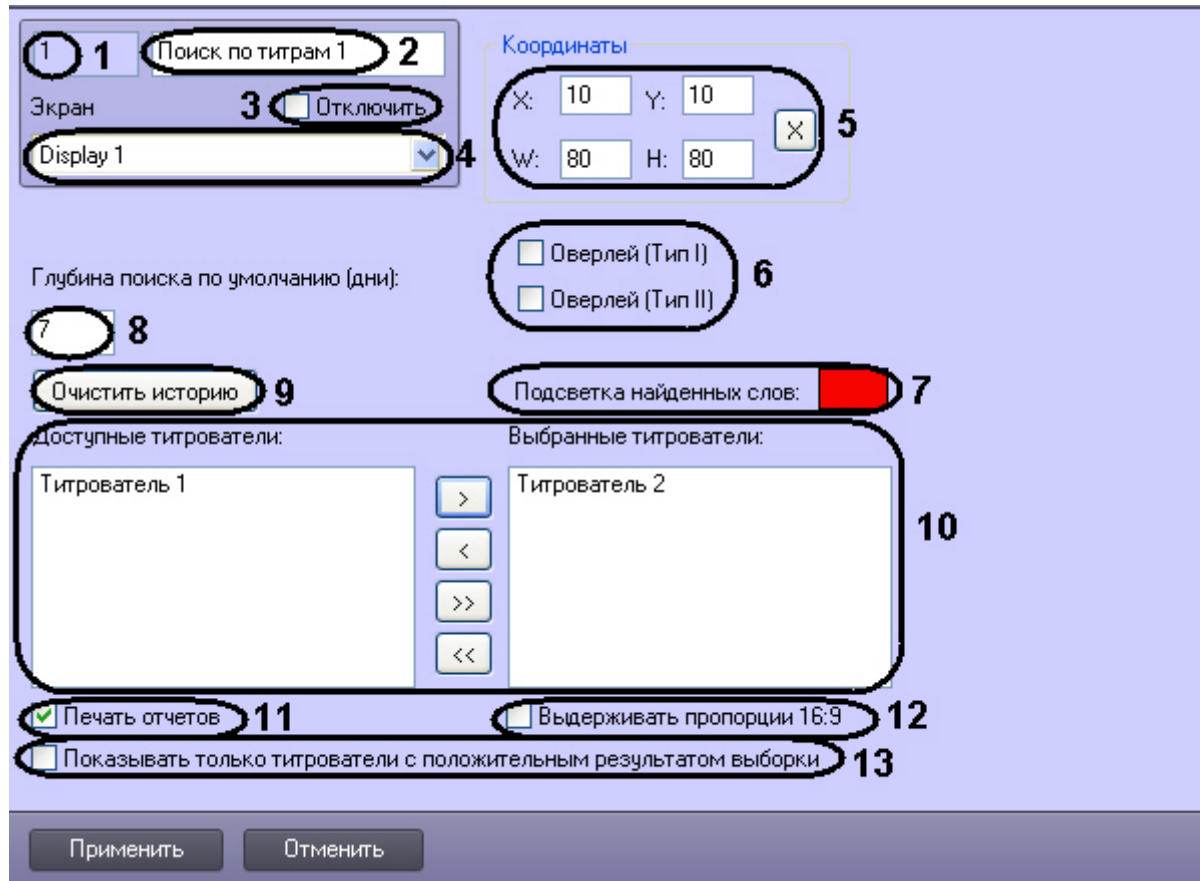 1 1 Поиск по титрам 1 2
Экран 3 Отключить
Display 1 4
Координаты
X: 10 Y: 10
X 5
W: 80 H: 80
Оверлей (Тип I)
Оверлей (Тип II)
6
Глубина поиска по умолчанию (дни):
7 8
Очистить историю 9
Подсветка найденных слов: 7
Доступные титрователи:
Выбранные титрователи:
Титрователь 1
Титрователь 2
>
<
>>
<<
10
Печать отчетов 11
Выдерживать пропорции 16:9 12
Показывать только титрователи с положительным результатом выборки 13
Применить Отменить